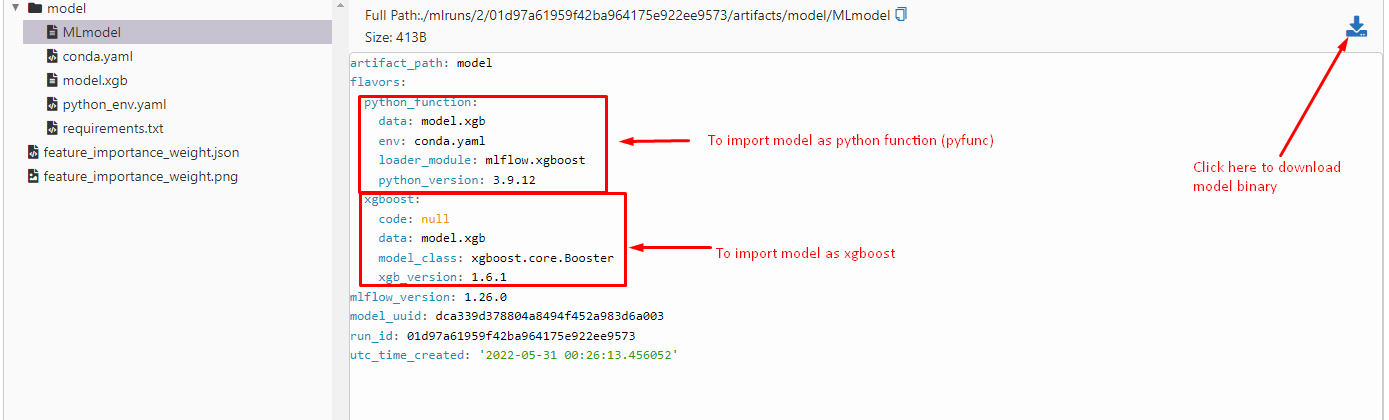 model
MLmodel
conda.yaml
model.xgb
python_env.yaml
requirements.txt
feature_importance_weight.json
feature_importance_weight.png
Full Path:./mlruns/2/01d97a61959f42ba964175e922ee9573/artifacts/model/MLmodel
Size: 413B
artifact_path: model
flavors:
python_function:
data: model.xgb
env: conda.yaml
loader_module: mlflow.xgboost
python_version: 3.9.12
xgboost:
code: null
data: model.xgb
model_class: xgboost.core.Booster
xgb_version: 1.6.1
mlflow_version: 1.26.0
model_uuid: dca339d378804a8494f452a983d6a003
run_id: 01d97a61959f42ba964175e922ee9573
utc_time_created: '2022-05-31 00:26:13.456052'
To import model as python function (pyfunc)
To import model as xgboost
Click here to download
model binary